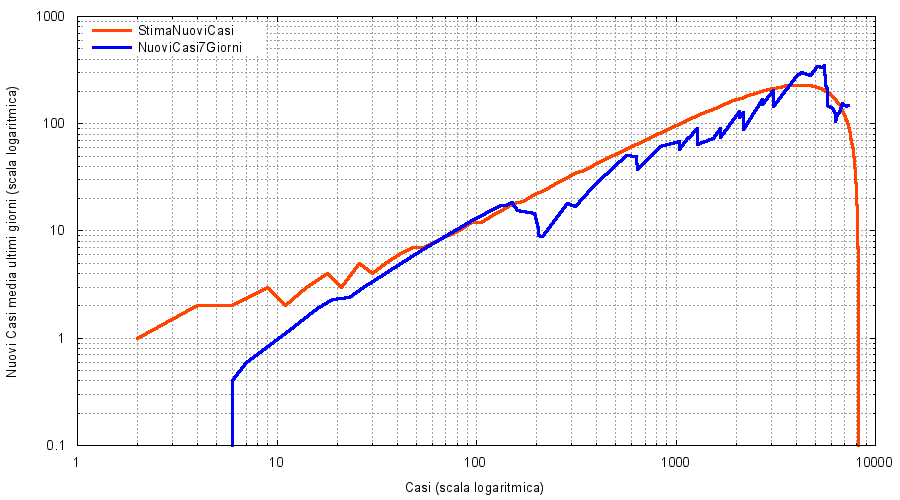 1000
100
10
1
0.1
StimaNuoviCasi
NuoviCasi7Giorni
Nuovi Casi media ultimi giorni (scala logaritmica)
1 10 100 1000 10000
Casi (scala logaritmica)